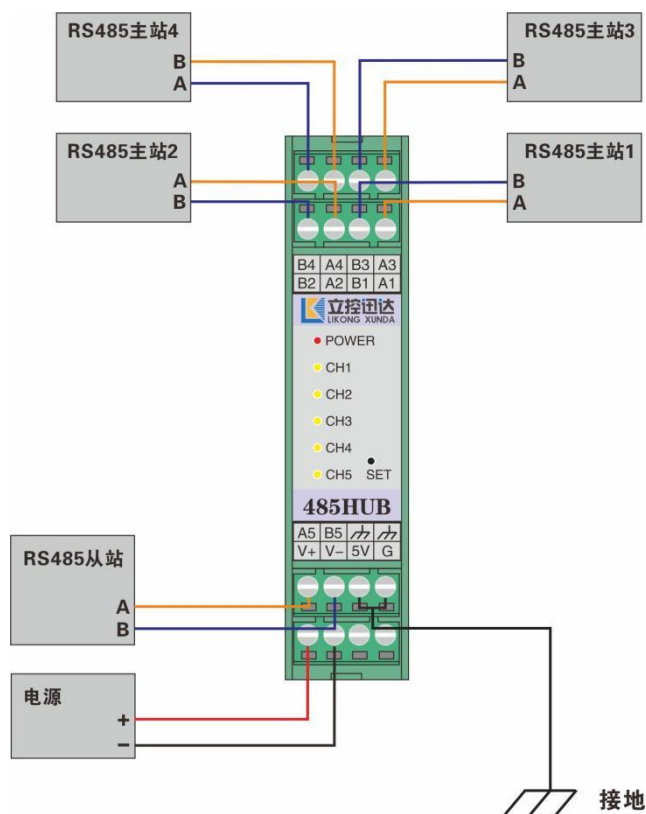 RS485主站4
B
A
RS485主站3
B
A
RS485主站2
A
B
RS485主站1
B
A
B4 A4 B3 A3
B2 A2 B1 A1
立控迅达
LIKONG XUNDA
POWER
CH1
CH2
CH3
CH4
CH5 SET
485HUB
A5 B5
V+ V- 5V G
RS485从站
A
B
电源
+
-
接地